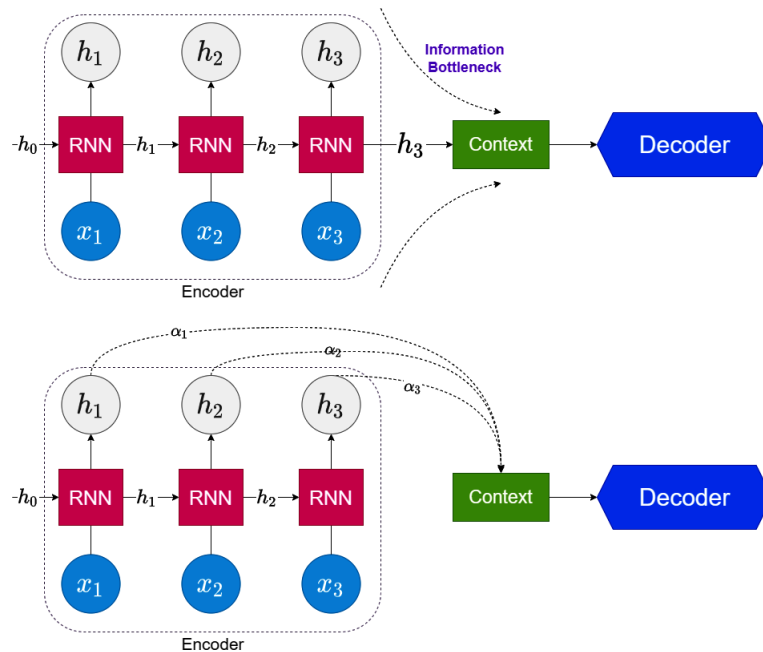 h₁ h₂ h₃
Information
Bottleneck
h₀ RNN h₁ RNN h₂ RNN h₃ Context Decoder
x₁ x₂ x₃
Encoder
α₁
α₂
α₃
h₁ h₂ h₃
h₀ RNN h₁ RNN h₂ RNN Context Decoder
x₁ x₂ x₃
Encoder